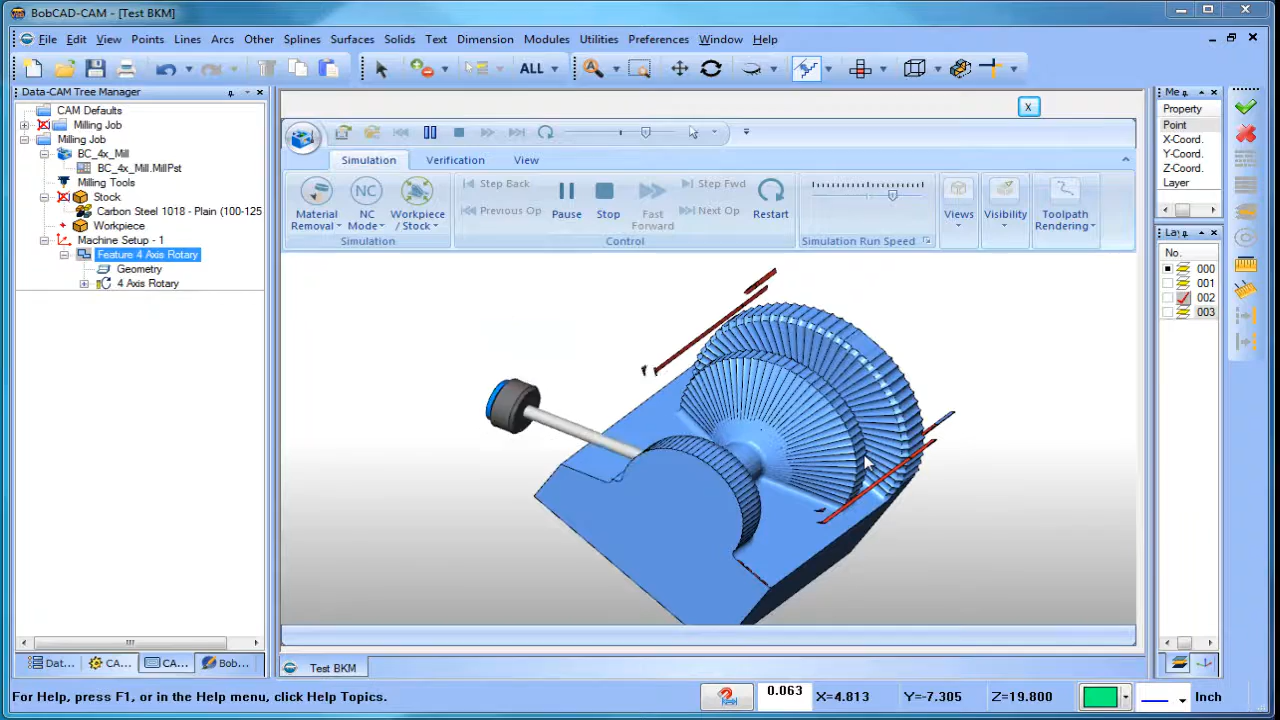 BobCAD-CAM - [Test BKM]
File Edit View Points Lines Arcs Other Splines Surfaces Solids Text Dimension Modules Utilities Preferences Window Help
ALL
Data-CAM Tree Manager
CAM Defaults
Milling Job
Milling Job
BC_4x_Mill
BC_4x_Mill.MillPst
Milling Tools
Stock
Carbon Steel 1018 - Plain (100-125
Workpiece
Machine Setup - 1
Feature 4 Axis Rotary
Geometry
4 Axis Rotary
Dat... CA... CA... Bob...
X
Simulation Verification View
Material Removal
NC Mode
Workpiece / Stock
Simulation
Step Back
Previous Op
Pause
Stop
Fast Forward
Step Fwd
Next Op
Restart
Control
Simulation Run Speed
Views
Visibility
Toolpath Rendering
Test BKM
Me
Property
Point
X-Coord.
Y-Coord.
Z-Coord.
Layer
No.
000
001
002
003
For Help, press F1, or in the Help menu, click Help Topics.
0.063 X=4.813 Y=-7.305 Z=19.800 Inch